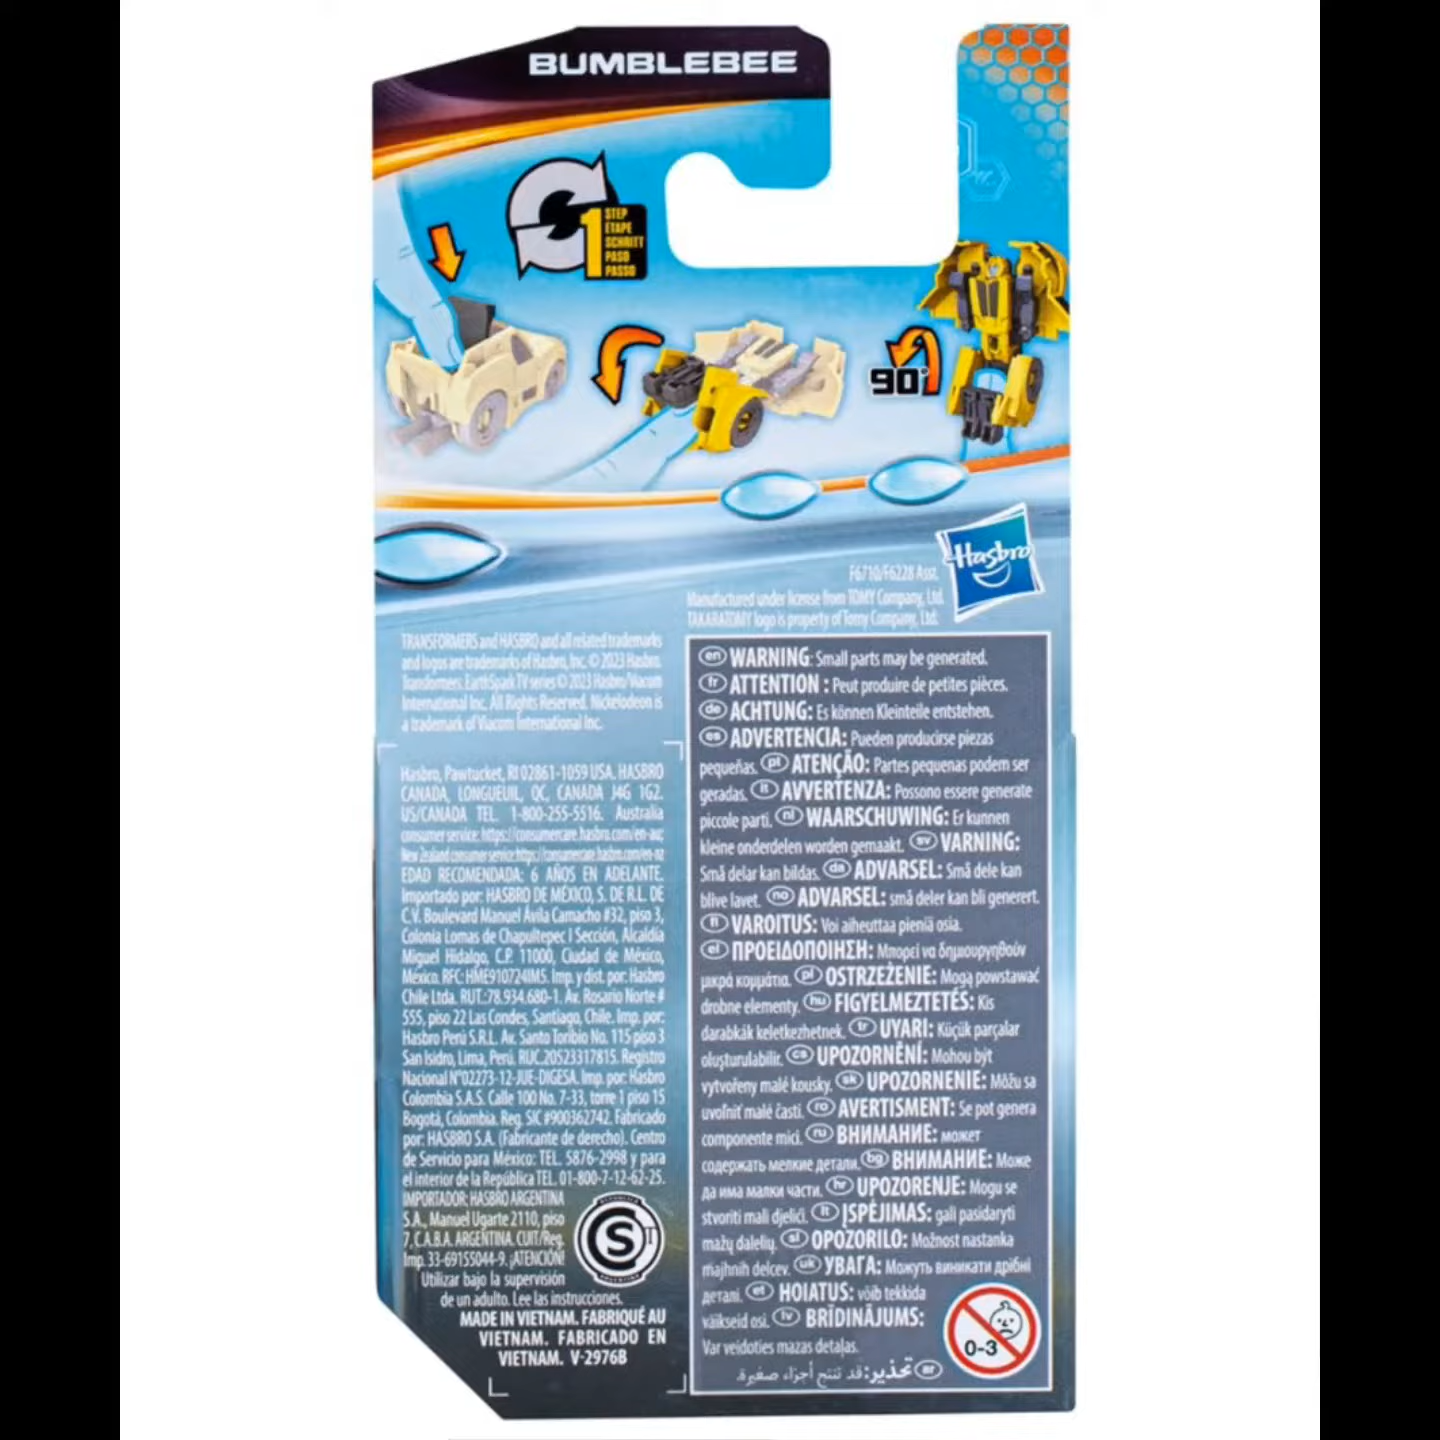 BUMBLEBEE
1
STEP
ETAPE
SCHRITT
PASO
PASSO
90°
Hasbro
F6710/F6228 Asst.
Manufactured under license from TOMY Company, Ltd.
TAKARATOMY logo is property of Tomy Company, Ltd.
TRANSFORMERS and HASBRO and all related trademarks
and logos are trademarks of Hasbro, Inc. © 2023 Hasbro.
Transformers. EarthSpark TV series © 2023 Hasbro/Viacom
International Inc. All Rights Reserved. Nickelodeon is
a trademark of Viacom International Inc.
Hasbro, Pawtucket, RI 02861-1059 USA. HASBRO
CANADA, LONGUEUIL, QC, CANADA J4G 1G2.
US/CANADA TEL. 1-800-255-5516. Australia
consumer service: https://consumercare.hasbro.com/en-au;
New Zealand consumer service: https://consumercare.hasbro.com/en-nz
EDAD RECOMENDADA: 6 AÑOS EN ADELANTE.
Importado por: HASBRO DE MÉXICO, S. DE R.L. DE
C.V. Boulevard Manuel Ávila Camacho #32, piso 3,
Colonia Lomas de Chapultepec I Sección, Alcaldía
Miguel Hidalgo, C.P. 11000, Ciudad de México,
México. RFC: HME910724IM5. Imp. y dist. por: Hasbro
Chile Ltda. RUT.:78.934.680-1. Av. Rosario Norte #
555, piso 22 Las Condes, Santiago, Chile. Imp. por:
Hasbro Perú S.R.L. Av. Santo Toribio No. 115 piso 3
San Isidro, Lima, Perú. RUC.20523317815. Registro
Nacional N°02273-12-JUE-DIGESA. Imp. por: Hasbro
Colombia S.A.S. Calle 100 No. 7-33, torre 1 piso 15
Bogotá, Colombia. Reg. SIC #900362742. Fabricado
por: HASBRO S.A. (Fabricante de derecho). Centro
de Servicio para México: TEL. 5876-2998 y para
el interior de la República TEL. 01-800-7-12-62-25.
IMPORTADOR: HASBRO ARGENTINA
S.A., Manuel Ugarte 2110, piso
7, C.A.B.A. ARGENTINA. CUIT/Reg.
Imp. 33-69155044-9. ¡ATENCIÓN!
Utilizar bajo la supervisión
de un adulto. Lee las instrucciones.
MADE IN VIETNAM. FABRIQUÉ AU
VIETNAM. FABRICADO EN
VIETNAM. V-2976B
S
en WARNING: Small parts may be generated.
fr ATTENTION : Peut produire de petites pièces.
de ACHTUNG: Es können Kleinteile entstehen.
es ADVERTENCIA: Pueden producirse piezas
pequeñas. pt ATENÇÃO: Partes pequenas podem ser
geradas. it AVVERTENZA: Possono essere generate
piccole parti. nl WAARSCHUWING: Er kunnen
kleine onderdelen worden gemaakt. sv VARNING:
Små delar kan bildas. da ADVARSEL: Små dele kan
blive lavet. no ADVARSEL: små deler kan bli generert.
fi VAROITUS: Voi aiheuttaa pieniä osia.
el ΠΡΟΕΙΔΟΠΟΙΗΣΗ: Μπορεί να δημιουργηθούν
μικρά κομμάτια. pl OSTRZEŻENIE: Mogą powstawać
drobne elementy. hu FIGYELMEZTETÉS: Kis
darabkák keletkezhetnek. tr UYARI: Küçük parçalar
oluşturulabilir. cs UPOZORNĚNÍ: Mohou být
vytvořeny malé kousky. sk UPOZORNENIE: Môžu sa
uvoľniť malé časti. ro AVERTISMENT: Se pot genera
componente mici. ru ВНИМАНИЕ: может
содержать мелкие детали. bg ВНИМАНИЕ: Може
да има малки части. hr UPOZORENJE: Mogu se
stvoriti mali djelići. lt ĮSPĖJIMAS: gali pasidaryti
mažų dalelių. sl OPOZORILO: Možnost nastanka
majhnih delcev. uk УВАГА: Можуть виникати дрібні
деталі. et HOIATUS: võib tekkida
väikseid osi. lv BRĪDINĀJUMS:
Var veidoties mazas detaļas.
ar تحذير: قد تنتج أجزاء صغيرة.
0-3